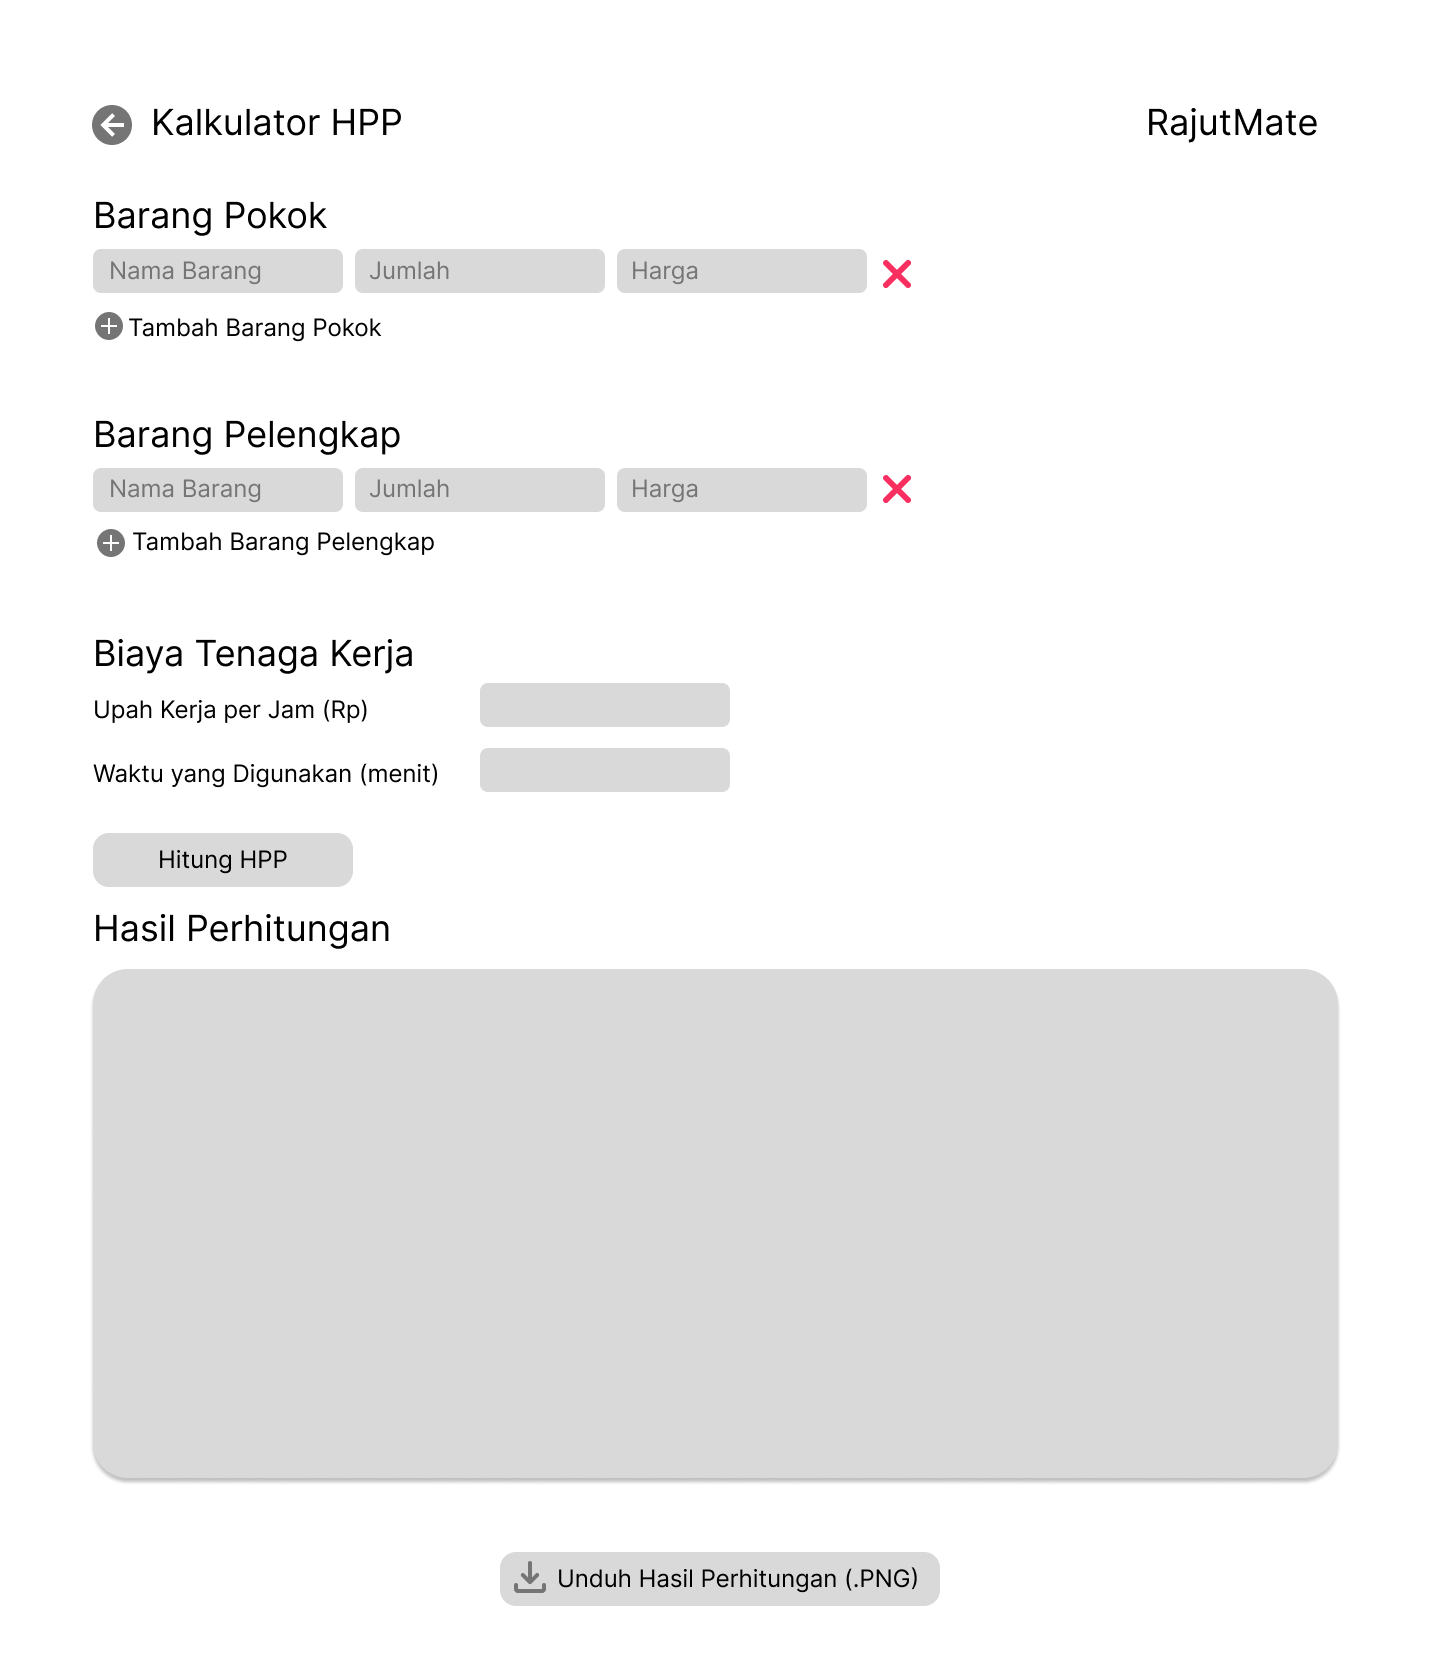 Kalkulator HPP
RajutMate
Barang Pokok
Nama Barang
Jumlah
Harga
Tambah Barang Pokok
Barang Pelengkap
Nama Barang
Jumlah
Harga
Tambah Barang Pelengkap
Biaya Tenaga Kerja
Upah Kerja per Jam (Rp)
Waktu yang Digunakan (menit)
Hitung HPP
Hasil Perhitungan
Unduh Hasil Perhitungan (.PNG)